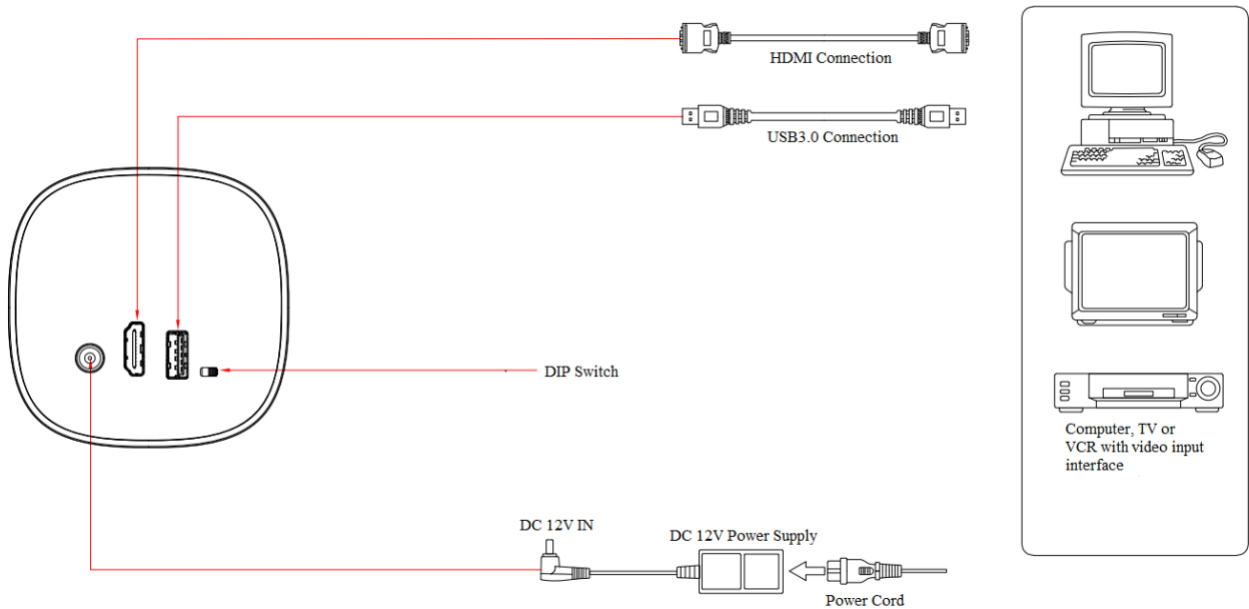 HDMI Connection
USB3.0 Connection
DIP Switch
DC 12V IN
DC 12V Power Supply
Power Cord
Computer, TV or
VCR with video input
interface